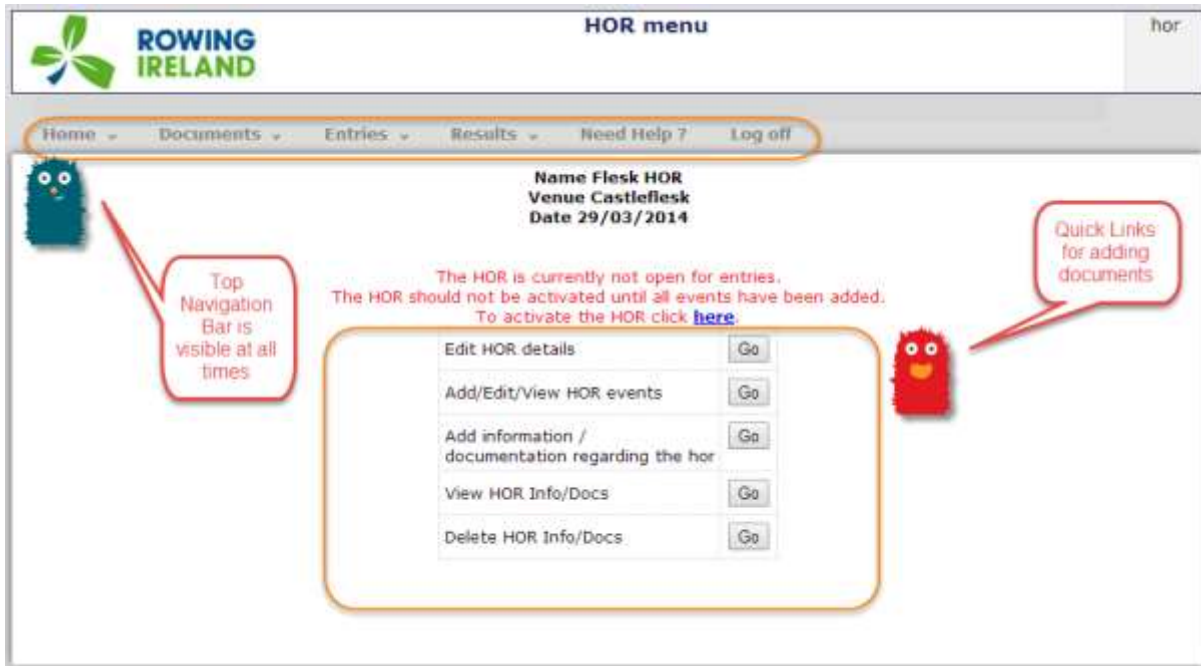 HOR menu
hor
ROWING
IRELAND
Home
Documents
Entries
Results
Need Help ?
Log off
Name Flesk HOR
Venue Castleflesk
Date 29/03/2014
Quick Links
for adding
documents
Top
Navigation
Bar is
visible at all
times
The HOR is currently not open for entries.
The HOR should not be activated until all events have been added.
To activate the HOR click here.
Edit HOR details Go
Add/Edit/View HOR events Go
Add information / Go
documentation regarding the hor
View HOR Info/Docs Go
Delete HOR Info/Docs Go